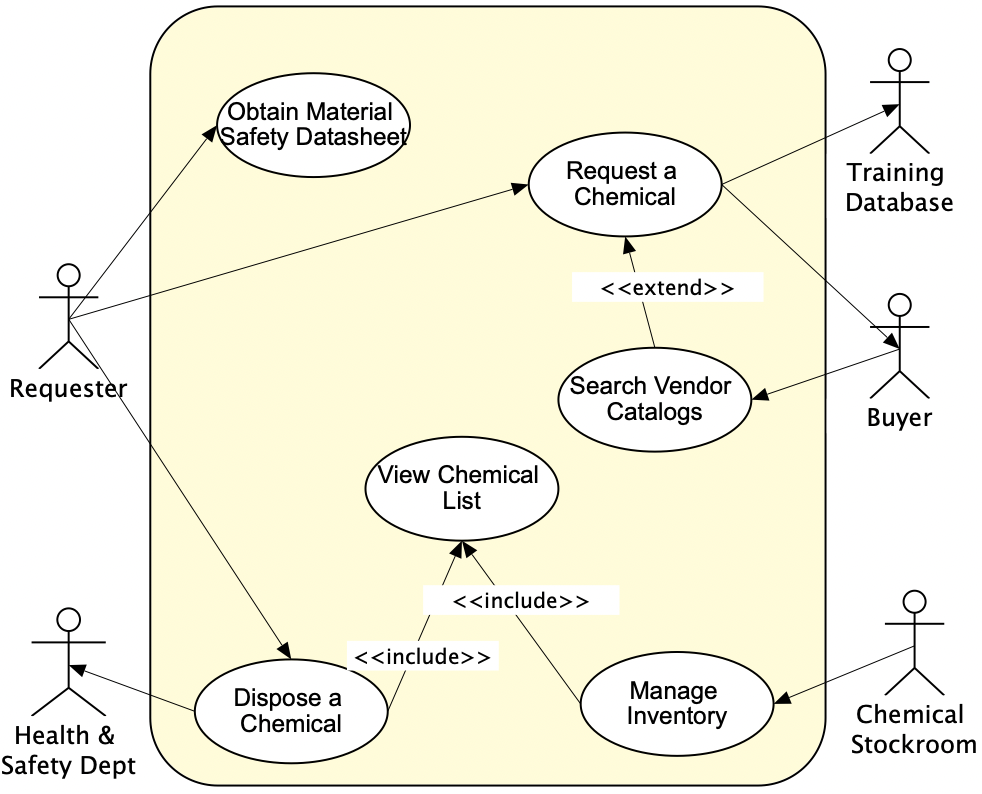 Obtain Material
Safety Datasheet
Request a
Chemical
Training
Database
<<extend>>
Requester
Search Vendor
Catalogs
Buyer
View Chemical
List
<<include>>
<<include>>
Dispose a
Chemical
Manage
Inventory
Health &
Safety Dept
Chemical
Stockroom